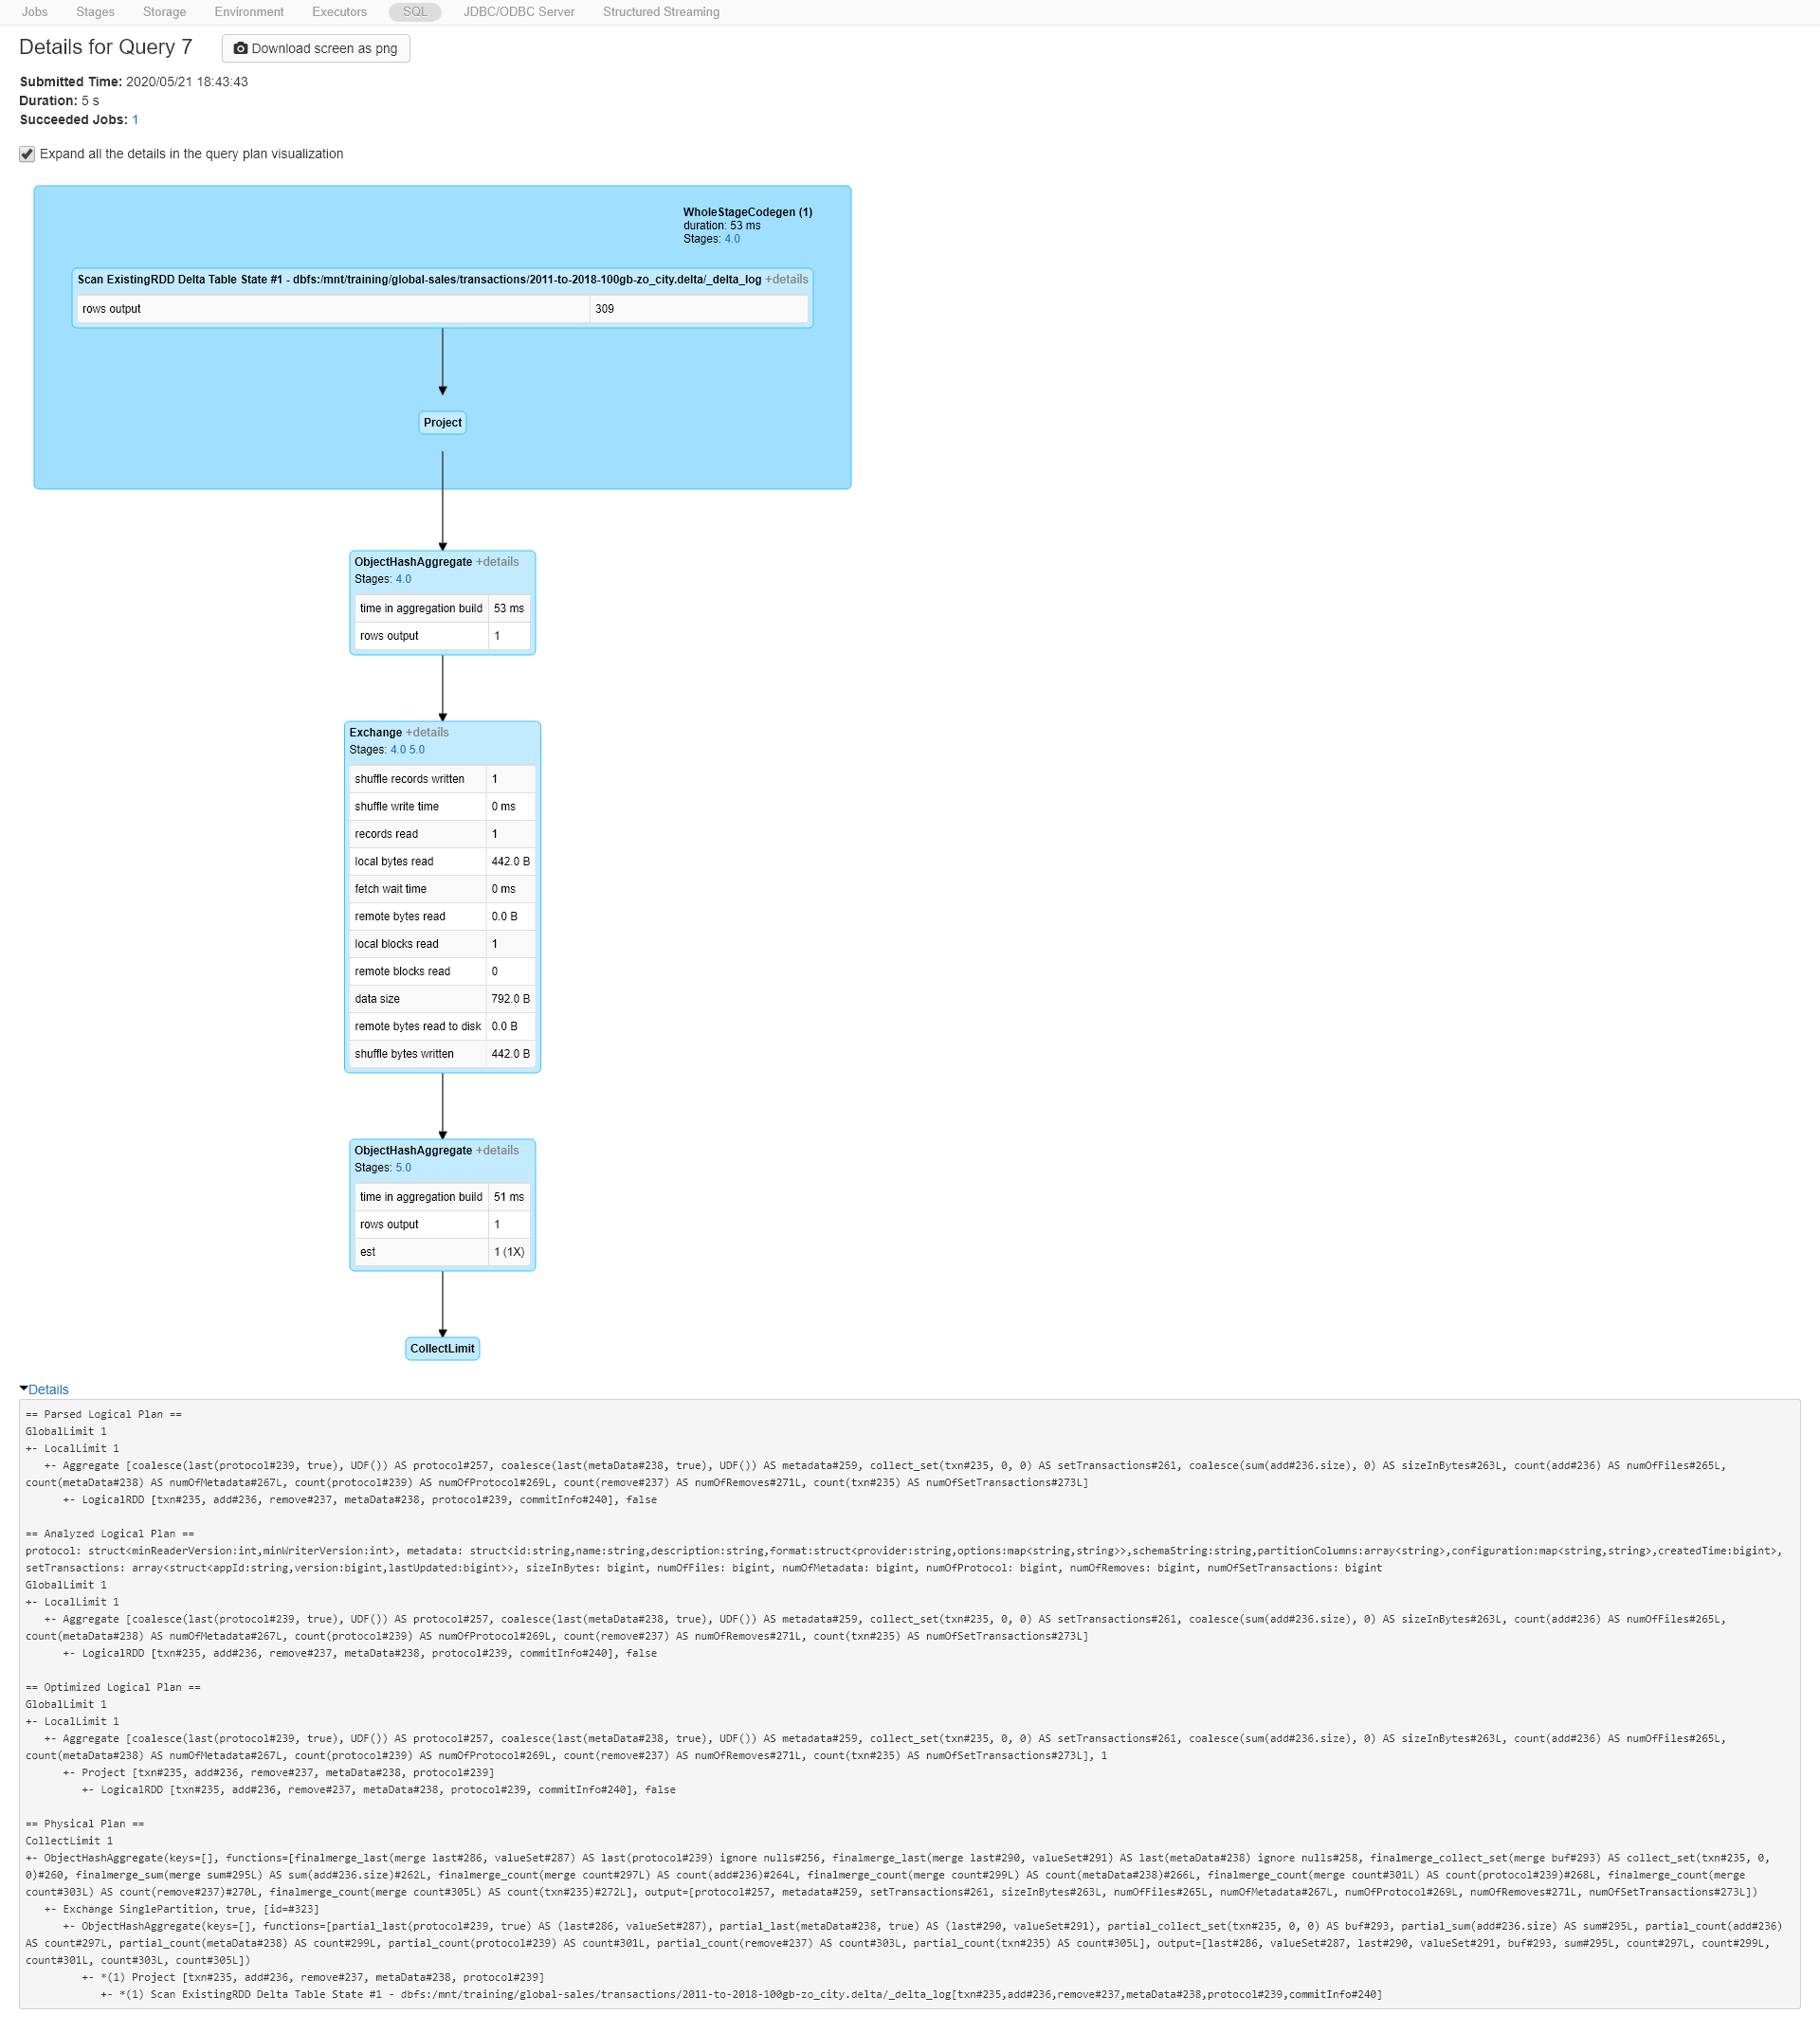 Jobs Stages Storage Environment Executors SQL JDBC/ODBC Server Structured Streaming
Details for Query 7 Download screen as png
Submitted Time: 2020/05/21 18:43:43
Duration: 5 s
Succeeded Jobs: 1
Expand all the details in the query plan visualization
WholeStageCodegen (1)
duration: 53 ms
Stages: 4.0
Scan ExistingRDD Delta Table State #1 - dbfs:/mnt/training/global-sales/transactions/2011-to-2018-100gb-zo_city.delta/_delta_log +details
rows output 309
Project
ObjectHashAggregate +details
Stages: 4.0
time in aggregation build 53 ms
rows output 1
Exchange +details
Stages: 4.0 5.0
shuffle records written 1
shuffle write time 0 ms
records read 1
local bytes read 442.0 B
fetch wait time 0 ms
remote bytes read 0.0 B
local blocks read 1
remote blocks read 0
data size 792.0 B
remote bytes read to disk 0.0 B
shuffle bytes written 442.0 B
ObjectHashAggregate +details
Stages: 5.0
time in aggregation build 51 ms
rows output 1
est 1 (1X)
CollectLimit
Details
== Parsed Logical Plan ==
GlobalLimit 1
+- LocalLimit 1
   +- Aggregate [coalesce(last(protocol#239, true), UDF()) AS protocol#257, coalesce(last(metaData#238, true), UDF()) AS metadata#259, collect_set(txn#235, 0, 0) AS setTransactions#261, coalesce(sum(add#236.size), 0) AS sizeInBytes#263L, count(add#236) AS numOfFiles#265L,
count(metaData#238) AS numOfMetadata#267L, count(protocol#239) AS numOfProtocol#269L, count(remove#237) AS numOfRemoves#271L, count(txn#235) AS numOfSetTransactions#273L]
      +- LogicalRDD [txn#235, add#236, remove#237, metaData#238, protocol#239, commitInfo#240], false
== Analyzed Logical Plan ==
protocol: struct<minReaderVersion:int,minWriterVersion:int>, metadata: struct<id:string,name:string,description:string,format:struct<provider:string,options:map<string,string>>,schemaString:string,partitionColumns:array<string>,configuration:map<string,string>,createdTime:bigint>,
setTransactions: array<struct<appId:string,version:bigint,lastUpdated:bigint>>, sizeInBytes: bigint, numOfFiles: bigint, numOfMetadata: bigint, numOfProtocol: bigint, numOfRemoves: bigint, numOfSetTransactions: bigint
GlobalLimit 1
+- LocalLimit 1
   +- Aggregate [coalesce(last(protocol#239, true), UDF()) AS protocol#257, coalesce(last(metaData#238, true), UDF()) AS metadata#259, collect_set(txn#235, 0, 0) AS setTransactions#261, coalesce(sum(add#236.size), 0) AS sizeInBytes#263L, count(add#236) AS numOfFiles#265L,
count(metaData#238) AS numOfMetadata#267L, count(protocol#239) AS numOfProtocol#269L, count(remove#237) AS numOfRemoves#271L, count(txn#235) AS numOfSetTransactions#273L]
      +- LogicalRDD [txn#235, add#236, remove#237, metaData#238, protocol#239, commitInfo#240], false
== Optimized Logical Plan ==
GlobalLimit 1
+- LocalLimit 1
   +- Aggregate [coalesce(last(protocol#239, true), UDF()) AS protocol#257, coalesce(last(metaData#238, true), UDF()) AS metadata#259, collect_set(txn#235, 0, 0) AS setTransactions#261, coalesce(sum(add#236.size), 0) AS sizeInBytes#263L, count(add#236) AS numOfFiles#265L,
count(metaData#238) AS numOfMetadata#267L, count(protocol#239) AS numOfProtocol#269L, count(remove#237) AS numOfRemoves#271L, count(txn#235) AS numOfSetTransactions#273L], 1
      +- Project [txn#235, add#236, remove#237, metaData#238, protocol#239]
         +- LogicalRDD [txn#235, add#236, remove#237, metaData#238, protocol#239, commitInfo#240], false
== Physical Plan ==
CollectLimit 1
+- ObjectHashAggregate(keys=[], functions=[finalmerge_last(merge last#286, valueSet#287) AS last(protocol#239) ignore nulls#256, finalmerge_last(merge last#290, valueSet#291) AS last(metaData#238) ignore nulls#258, finalmerge_collect_set(merge buf#293) AS collect_set(txn#235, 0,
0)#260, finalmerge_sum(merge sum#295L) AS sum(add#236.size)#262L, finalmerge_count(merge count#297L) AS count(add#236)#264L, finalmerge_count(merge count#299L) AS count(metaData#238)#266L, finalmerge_count(merge count#301L) AS count(protocol#239)#268L, finalmerge_count(merge
count#303L) AS count(remove#237)#270L, finalmerge_count(merge count#305L) AS count(txn#235)#272L], output=[protocol#257, metadata#259, setTransactions#261, sizeInBytes#263L, numOfFiles#265L, numOfMetadata#267L, numOfProtocol#269L, numOfRemoves#271L, numOfSetTransactions#273L])
   +- Exchange SinglePartition, true, [id=#323]
      +- ObjectHashAggregate(keys=[], functions=[partial_last(protocol#239, true) AS (last#286, valueSet#287), partial_last(metaData#238, true) AS (last#290, valueSet#291), partial_collect_set(txn#235, 0, 0) AS buf#293, partial_sum(add#236.size) AS sum#295L, partial_count(add#236)
AS count#297L, partial_count(metaData#238) AS count#299L, partial_count(protocol#239) AS count#301L, partial_count(remove#237) AS count#303L, partial_count(txn#235) AS count#305L], output=[last#286, valueSet#287, last#290, valueSet#291, buf#293, sum#295L, count#297L, count#299L,
count#301L, count#303L, count#305L])
         +- *(1) Project [txn#235, add#236, remove#237, metaData#238, protocol#239]
            +- *(1) Scan ExistingRDD Delta Table State #1 - dbfs:/mnt/training/global-sales/transactions/2011-to-2018-100gb-zo_city.delta/_delta_log[txn#235,add#236,remove#237,metaData#238,protocol#239,commitInfo#240]